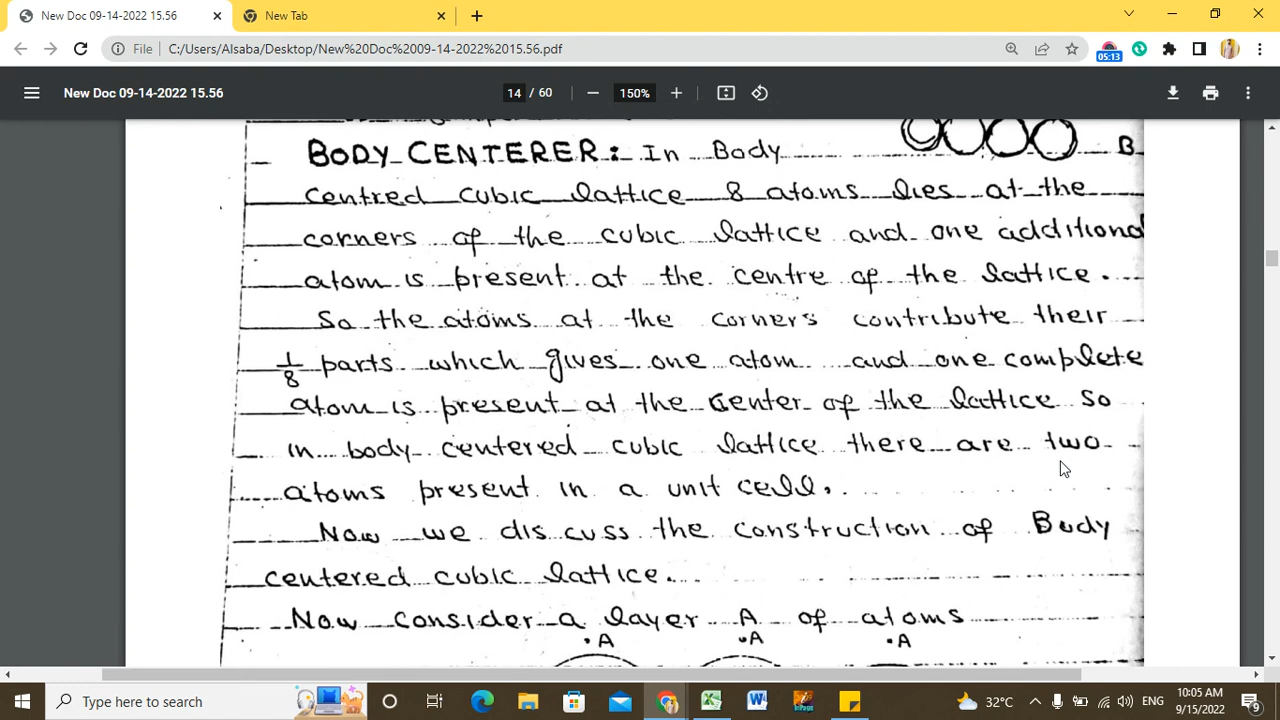 New Doc 09-14-2022 15.56
New Tab
File C:/Users/Alsaba/Desktop/New%20Doc%2009-14-2022%2015.56.pdf
05:13
New Doc 09-14-2022 15.56
14 / 60
150%
BODY CENTERER: In Body
B
centred cubic lattice 8 atoms lies at the
corners of the cubic lattice and one additional
atom is present at the centre of the lattice.
So the atoms at the corners contribute their
1/8 parts which gives one atom and one complete
atom is present at the center of the lattice so
in body centered cubic lattice there are two
atoms present in a unit cell.
Now we discuss the construction of Body
centered cubic lattice.
Now consider a layer A of atoms
.A .A .A
Type here to search
32°C
ENG
10:05 AM
9/15/2022
9